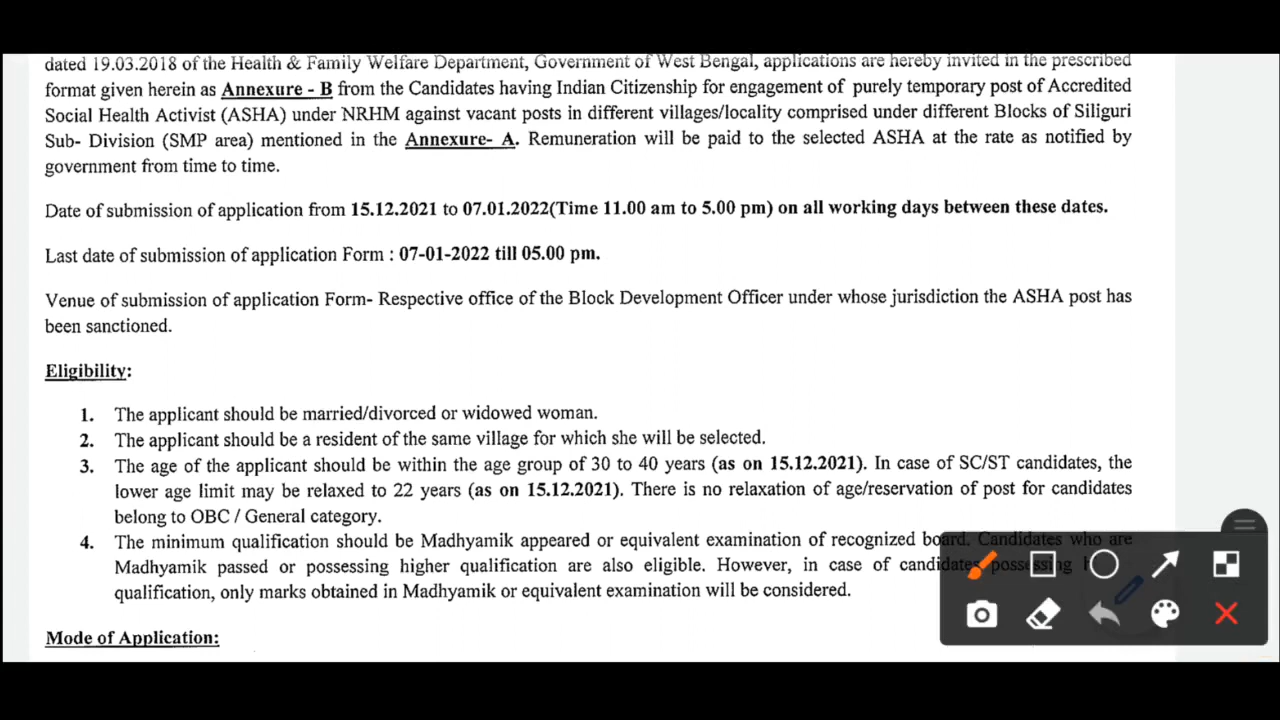 dated 19.03.2018 of the Health & Family Welfare Department, Government of West Bengal, applications are hereby invited in the prescribed
format given herein as Annexure - B from the Candidates having Indian Citizenship for engagement of purely temporary post of Accredited
Social Health Activist (ASHA) under NRHM against vacant posts in different villages/locality comprised under different Blocks of Siliguri
Sub- Division (SMP area) mentioned in the Annexure- A. Remuneration will be paid to the selected ASHA at the rate as notified by
government from time to time.
Date of submission of application from 15.12.2021 to 07.01.2022(Time 11.00 am to 5.00 pm) on all working days between these dates.
Last date of submission of application Form : 07-01-2022 till 05.00 pm.
Venue of submission of application Form- Respective office of the Block Development Officer under whose jurisdiction the ASHA post has
been sanctioned.
Eligibility:
1. The applicant should be married/divorced or widowed woman.
2. The applicant should be a resident of the same village for which she will be selected.
3. The age of the applicant should be within the age group of 30 to 40 years (as on 15.12.2021). In case of SC/ST candidates, the
lower age limit may be relaxed to 22 years (as on 15.12.2021). There is no relaxation of age/reservation of post for candidates
belong to OBC / General category.
4. The minimum qualification should be Madhyamik appeared or equivalent examination of recognized board. Candidates who are
Madhyamik passed or possessing higher qualification are also eligible. However, in case of candidates possessing
qualification, only marks obtained in Madhyamik or equivalent examination will be considered.
Mode of Application: